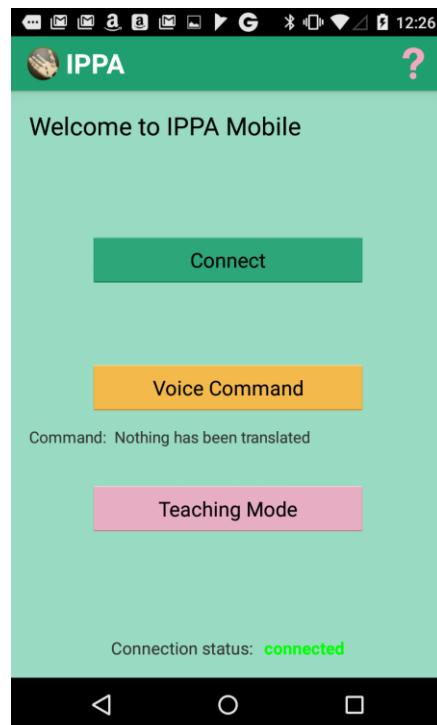 12:26
IPPA ?
Welcome to IPPA Mobile
Connect
Voice Command
Command: Nothing has been translated
Teaching Mode
Connection status: connected